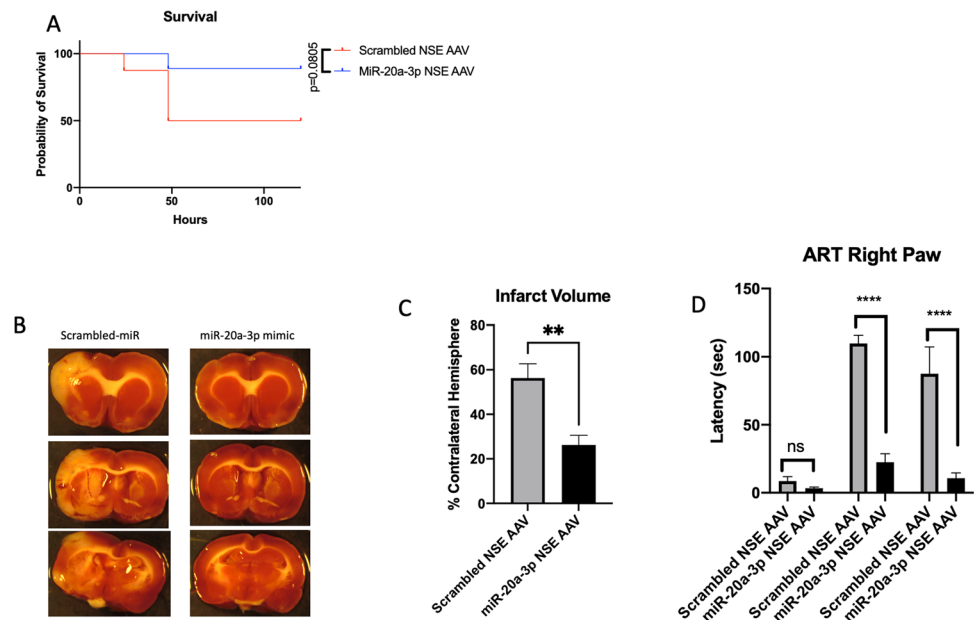 A
Survival
Probability of Survival
100
50
0
0
50
100
Hours
p=0.0805
Scrambled NSE AAV
MiR-20a-3p NSE AAV
B
Scrambled-miR
miR-20a-3p mimic
C
Infarct Volume
% Contralateral Hemisphere
80
60
40
20
0
**
Scrambled NSE AAV
miR-20a-3p NSE AAV
D
ART Right Paw
Latency (sec)
150
100
50
0
ns
****
****
Scrambled NSE AAV
miR-20a-3p NSE AAV
Scrambled NSE AAV
miR-20a-3p NSE AAV
Scrambled NSE AAV
miR-20a-3p NSE AAV